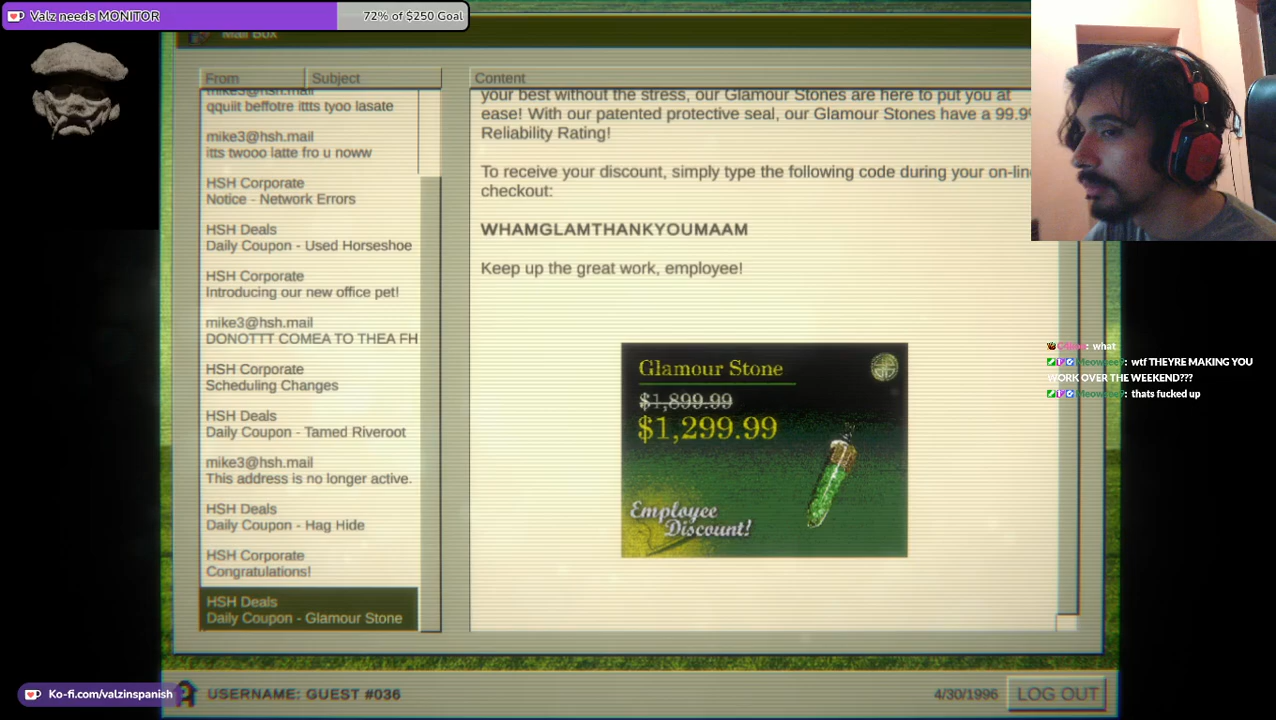 Valz needs MONITOR
72% of $250 Goal
Mail Box
From
Subject
Content
mike3@hsh.mail
qquiit beffotre ittts tyoo lasate
mike3@hsh.mail
itts twooo latte fro u noww
HSH Corporate
Notice - Network Errors
HSH Deals
Daily Coupon - Used Horseshoe
HSH Corporate
Introducing our new office pet!
mike3@hsh.mail
DONOTTT COMEA TO THEA FH
HSH Corporate
Scheduling Changes
HSH Deals
Daily Coupon - Tamed Riveroot
mike3@hsh.mail
This address is no longer active.
HSH Deals
Daily Coupon - Hag Hide
HSH Corporate
Congratulations!
HSH Deals
Daily Coupon - Glamour Stone
your best without the stress, our Glamour Stones are here to put you at
ease! With our patented protective seal, our Glamour Stones have a 99.9%
Reliability Rating!
To receive your discount, simply type the following code during your on-line
checkout:
WHAMGLAMTHANKYOUMAAM
Keep up the great work, employee!
Glamour Stone
$1,899.99
$1,299.99
Employee
Discount!
: what
Meowzee7: wtf THEYRE MAKING YOU
WORK OVER THE WEEKEND???
: thats fucked up
Ko-fi.com/valzinspanish
USERNAME: GUEST #036
4/30/1996
LOG OUT